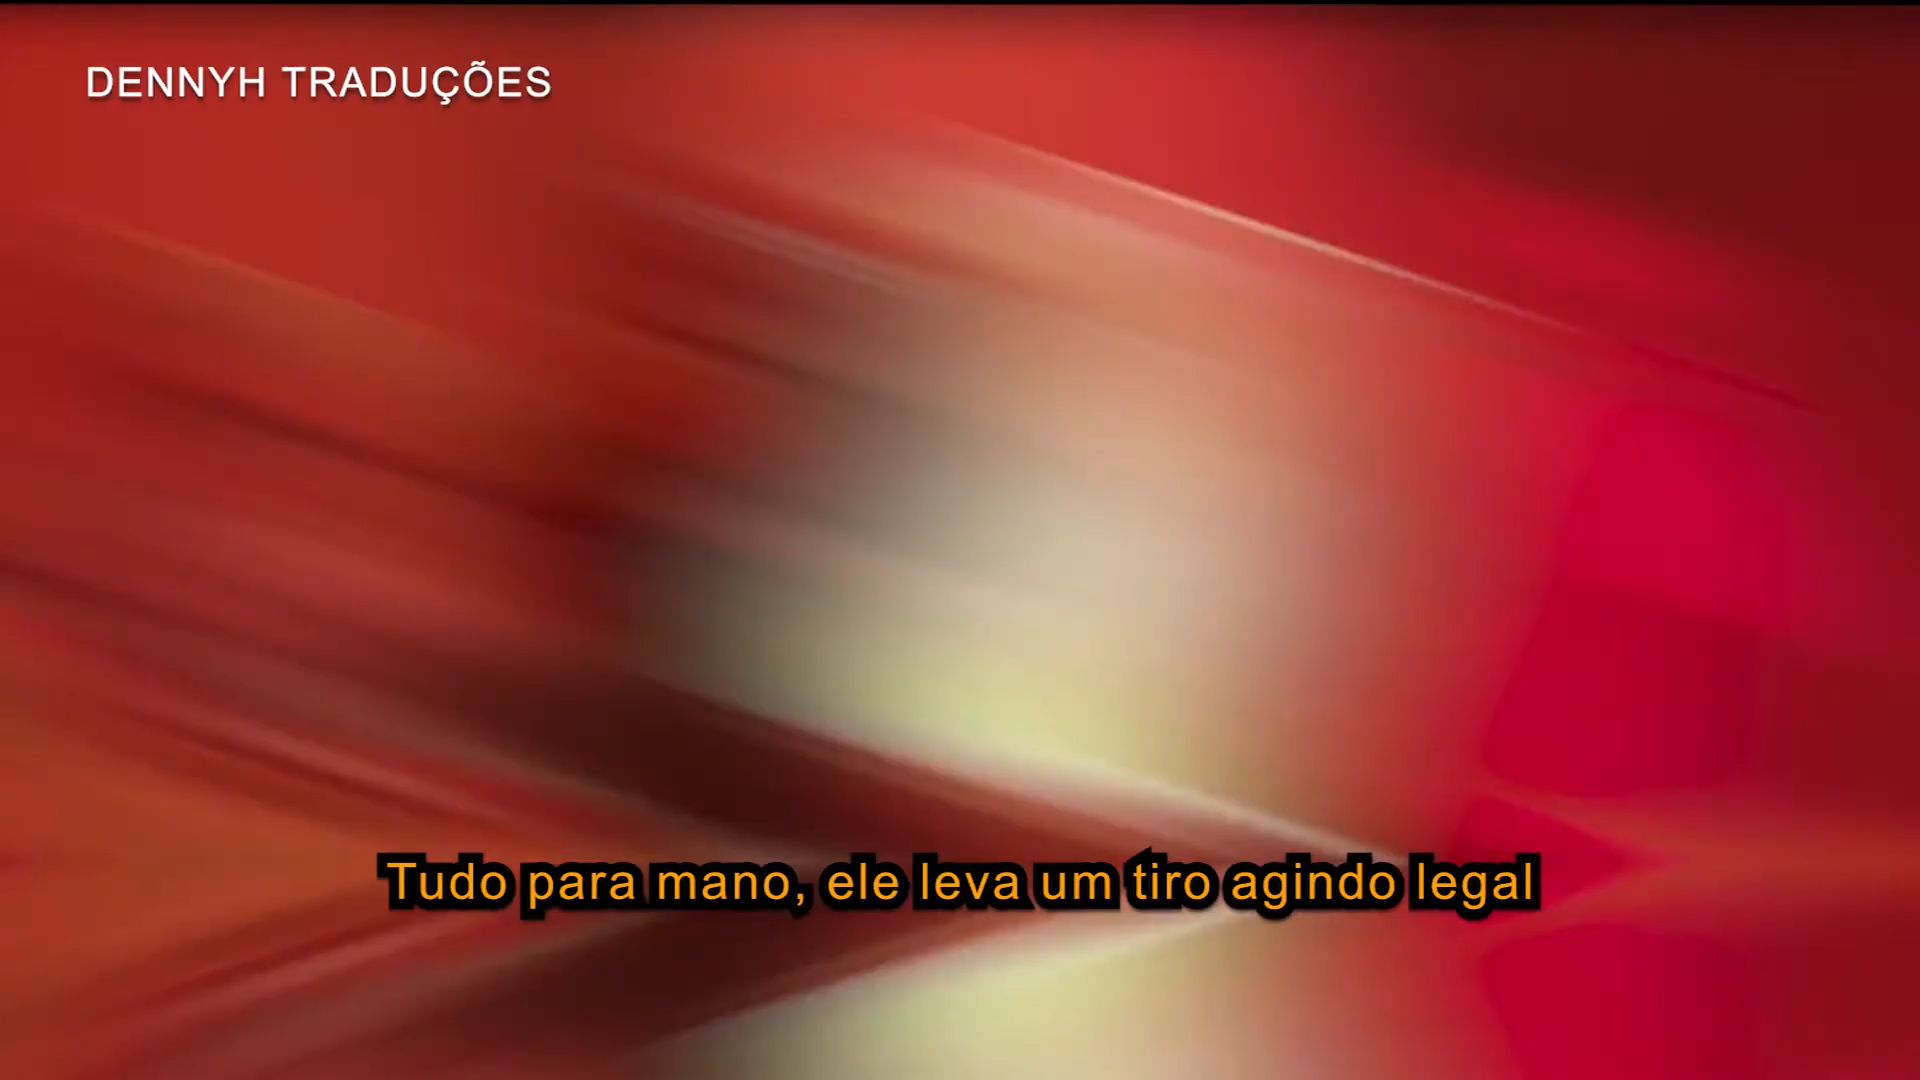 DENNYH TRADUÇÕES
Tudo para mano, ele leva um tiro agindo legal